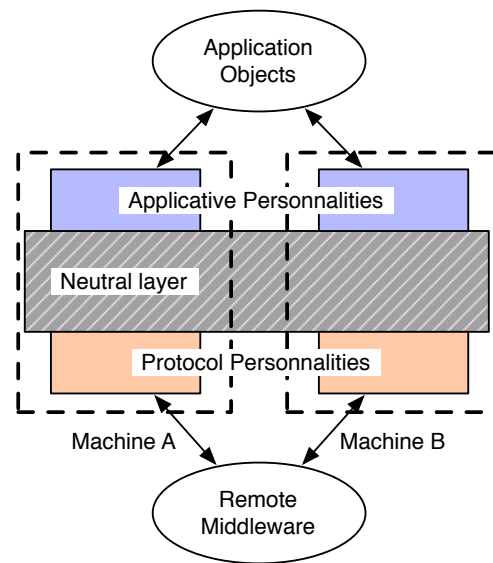 Application
Objects
Applicative Personnalities
Neutral layer
Protocol Personnalities
Machine A
Machine B
Remote
Middleware